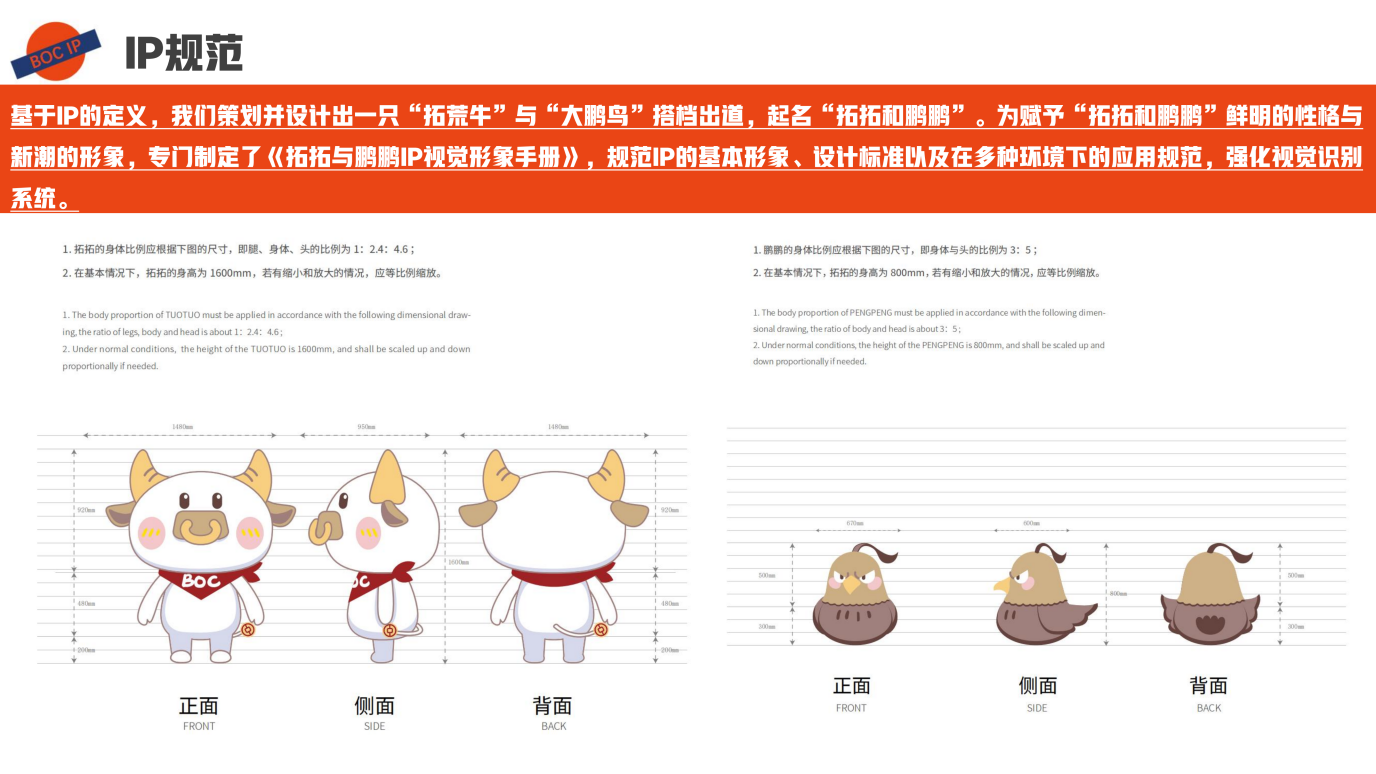 BOC IP
IP规范
基于IP的定义，我们策划并设计出一只“拓荒牛”与“大鹏鸟”搭档出道，起名“拓拓和鹏鹏”。为赋予“拓拓和鹏鹏”鲜明的性格与
新潮的形象，专门制定了《拓拓与鹏鹏IP视觉形象手册》，规范IP的基本形象、设计标准以及在多种环境下的应用规范，强化视觉识别
系统。
1. 拓拓的身体比例应根据下图的尺寸，即腿、身体、头的比例为 1：2.4：4.6；
2. 在基本情况下，拓拓的身高为 1600mm，若有缩小和放大的情况，应等比例缩放。
1. The body proportion of TUOTUO must be applied in accordance with the following dimensional draw-
ing, the ratio of legs, body and head is about 1：2.4：4.6；
2. Under normal conditions, the height of the TUOTUO is 1600mm, and shall be scaled up and down
proportionally if needed.
1480mm
950mm
1480mm
920mm
920mm
1600mm
BOC
OC
480mm
480mm
200mm
200mm
正面
FRONT
侧面
SIDE
背面
BACK
1. 鹏鹏的身体比例应根据下图的尺寸，即身体与头的比例为 3：5；
2. 在基本情况下，拓拓的身高为 800mm，若有缩小和放大的情况，应等比例缩放。
1. The body proportion of PENGPENG must be applied in accordance with the following dimen-
sional drawing, the ratio of body and head is about 3：5；
2. Under normal conditions, the height of the PENGPENG is 800mm, and shall be scaled up and
down proportionally if needed.
670mm
600mm
500mm
500mm
800mm
300mm
300mm
正面
FRONT
侧面
SIDE
背面
BACK